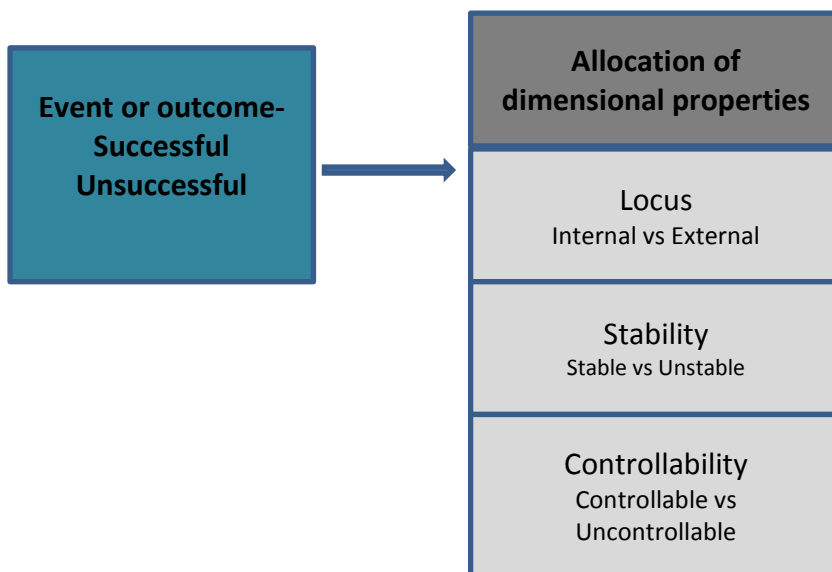 Event or outcome-
Successful
Unsuccessful
Allocation of
dimensional properties
Locus
Internal vs External
Stability
Stable vs Unstable
Controllability
Controllable vs
Uncontrollable